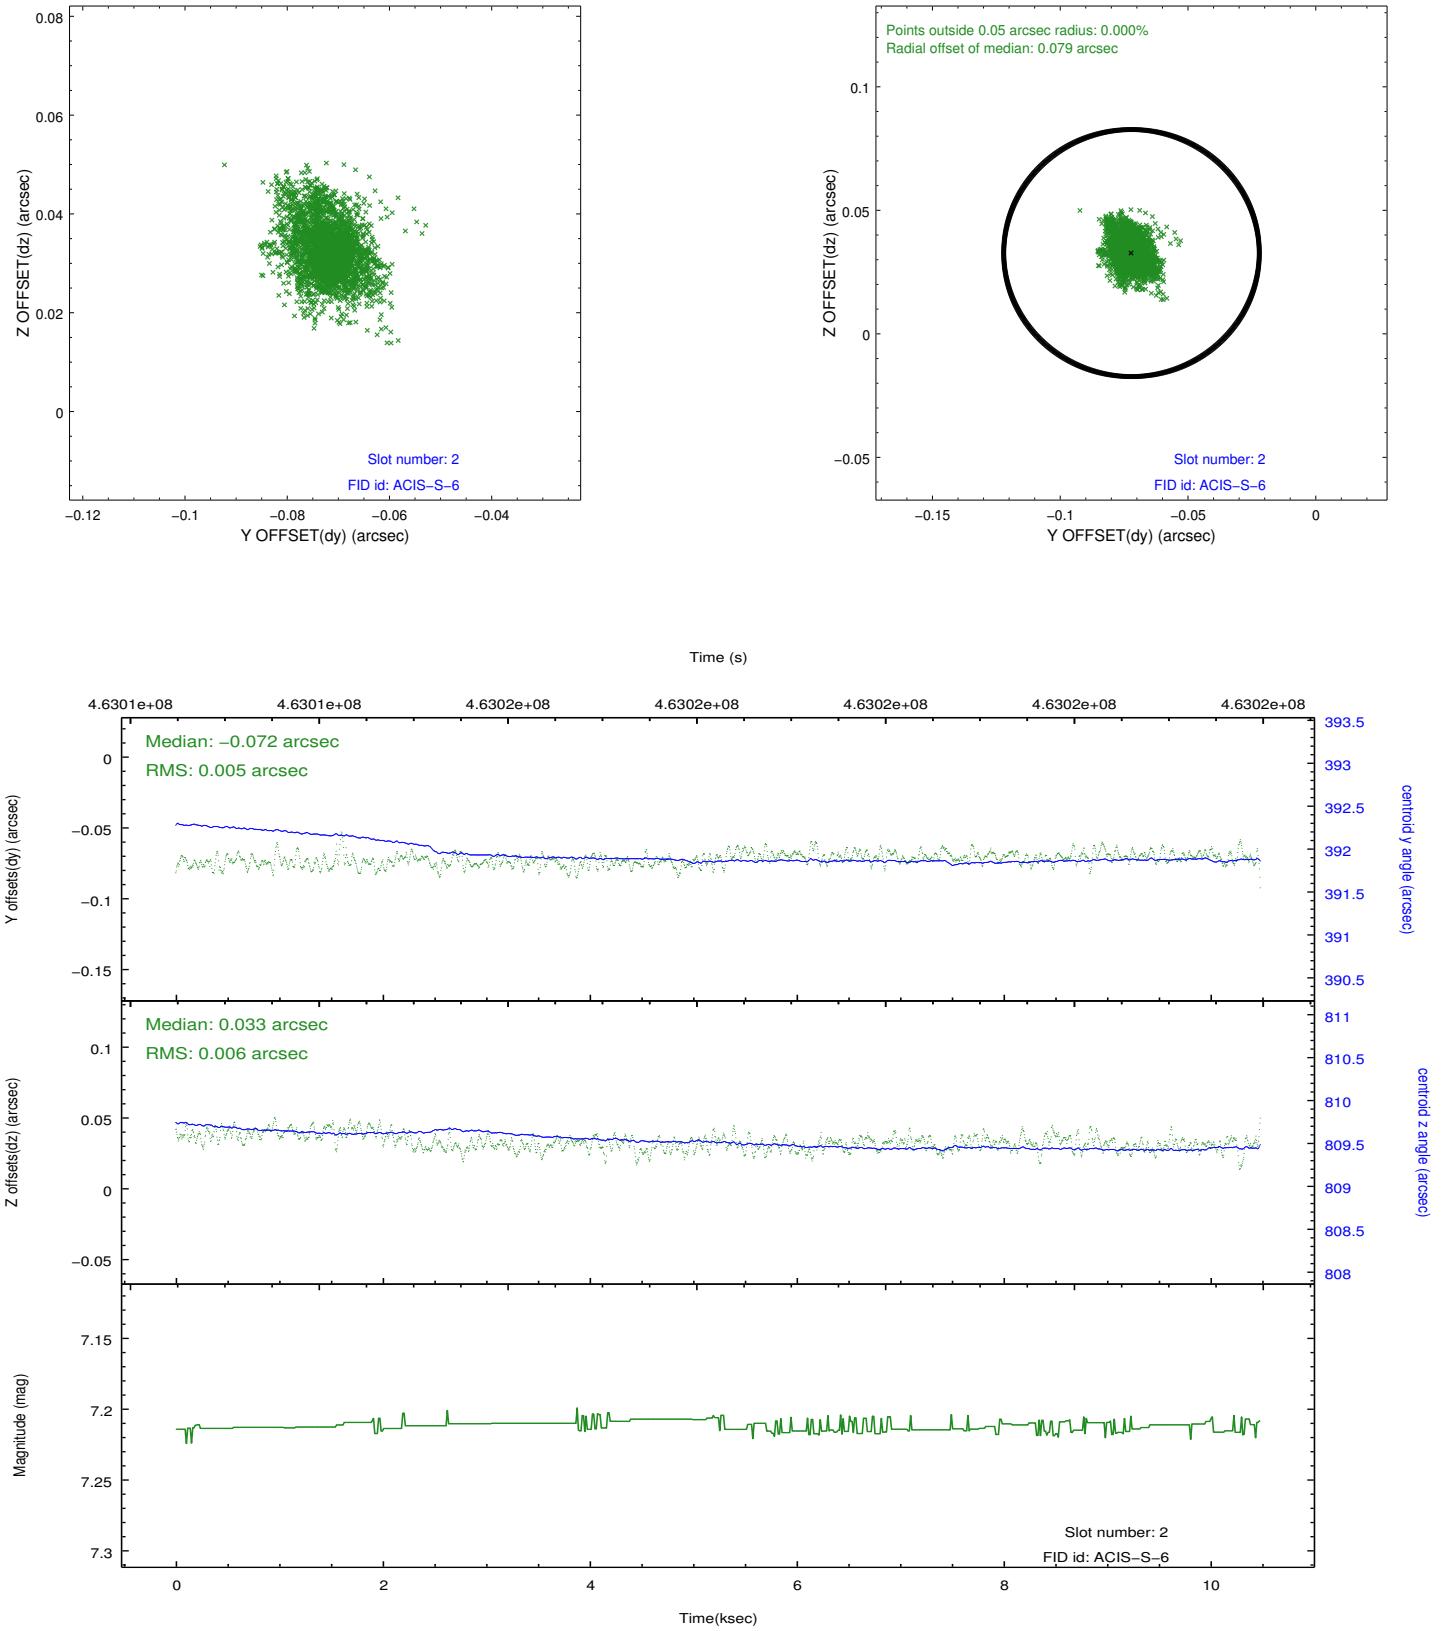 0.08
0.06
0.04
0.02
0
Z OFFSET(dz) (arcsec)
Slot number: 2
FID id: ACIS−S−6
−0.12 −0.1 −0.08 −0.06 −0.04
Y OFFSET(dy) (arcsec)
Points outside 0.05 arcsec radius: 0.000%
Radial offset of median: 0.079 arcsec
0.1
0.05
0
−0.05
Z OFFSET(dz) (arcsec)
Slot number: 2
FID id: ACIS−S−6
−0.15 −0.1 −0.05 0
Y OFFSET(dy) (arcsec)
Time (s)
4.6301e+08 4.6301e+08 4.6302e+08 4.6302e+08 4.6302e+08 4.6302e+08 4.6302e+08
Median: −0.072 arcsec
RMS: 0.005 arcsec
0
−0.05
−0.1
−0.15
Y offsets(dy) (arcsec)
393.5
393
392.5
392
391.5
391
390.5
centroid y angle (arcsec)
Median: 0.033 arcsec
RMS: 0.006 arcsec
0.1
0.05
0
−0.05
Z offsets(dz) (arcsec)
811
810.5
810
809.5
809
808.5
808
centroid z angle (arcsec)
7.15
7.2
7.25
7.3
Magnitude (mag)
Slot number: 2
FID id: ACIS−S−6
0 2 4 6 8 10
Time(ksec)